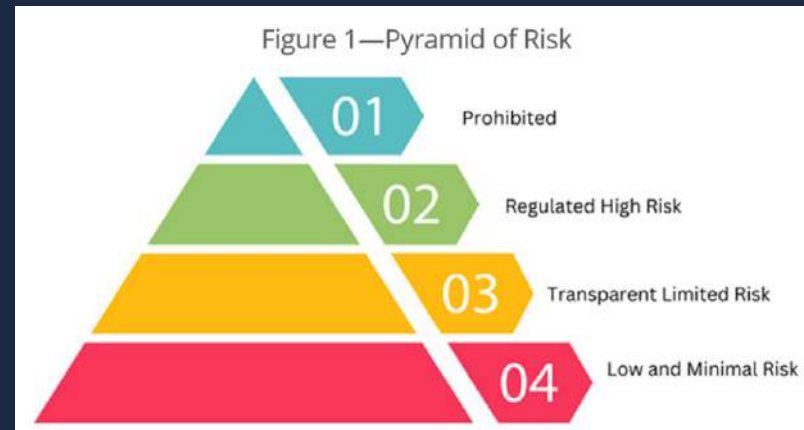 Figure 1—Pyramid of Risk
01 Prohibited
02 Regulated High Risk
03 Transparent Limited Risk
04 Low and Minimal Risk